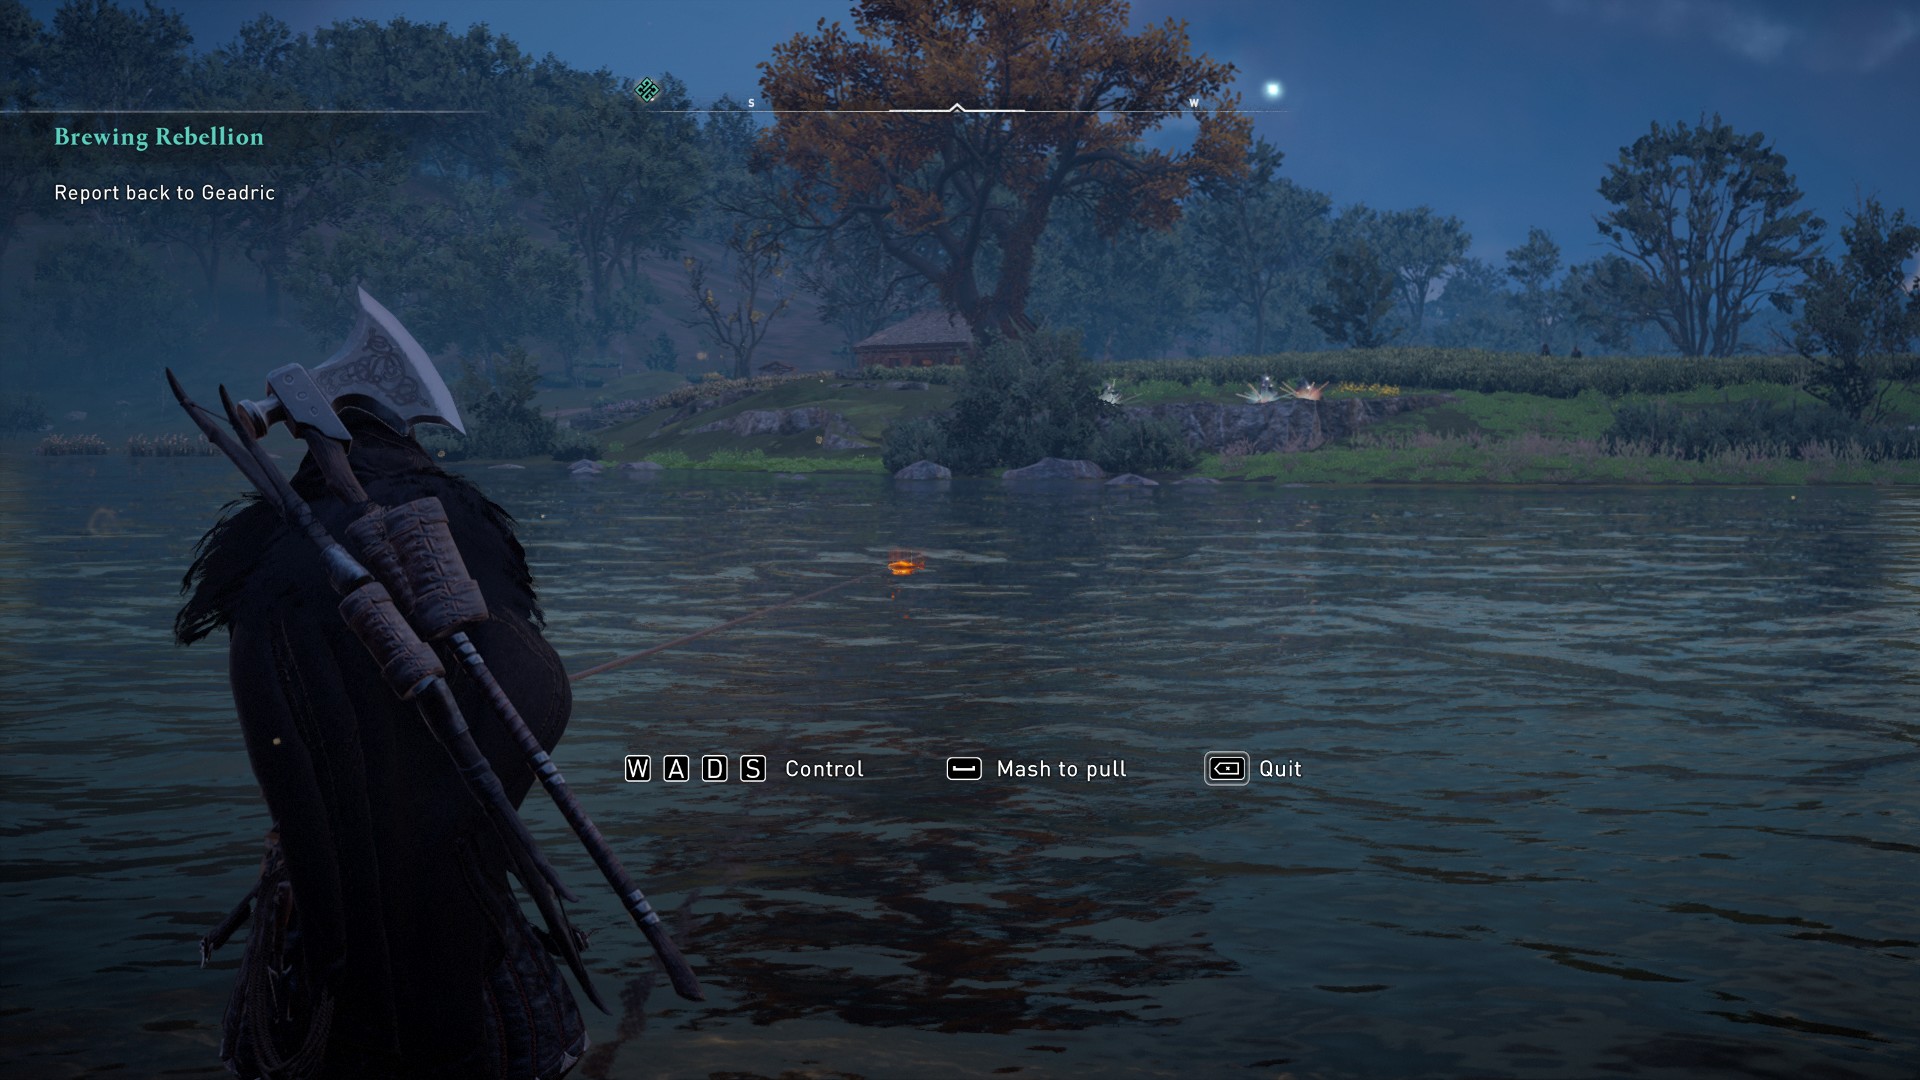 S
W
Brewing Rebellion
Report back to Geadric
W A D S Control
Mash to pull
Quit